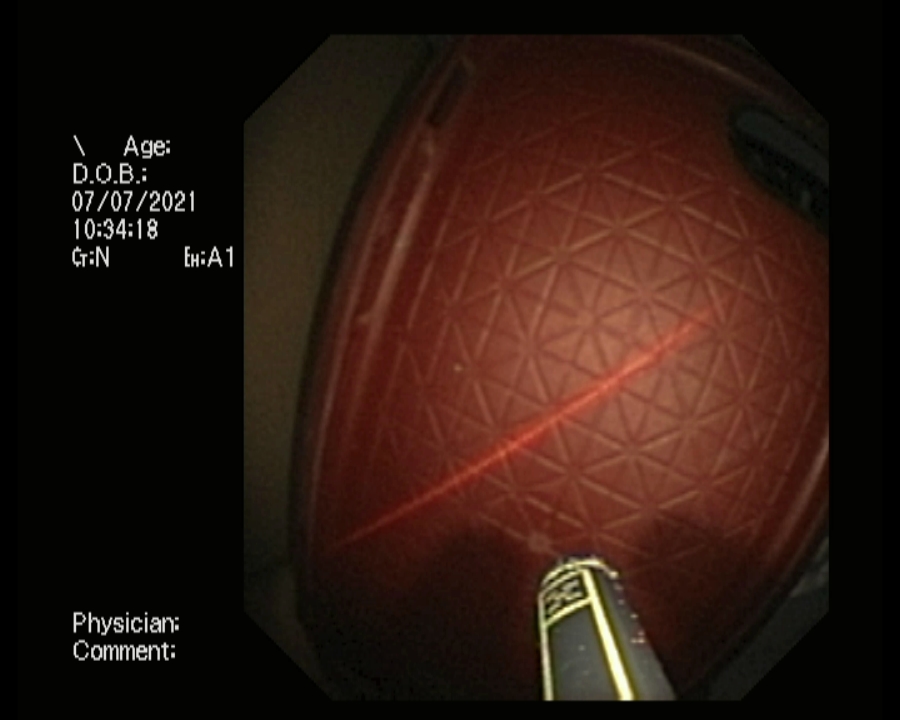 \ Age:
D.O.B.:
07/07/2021
10:34:18
Cr:N EH:A1
Physician:
Comment: